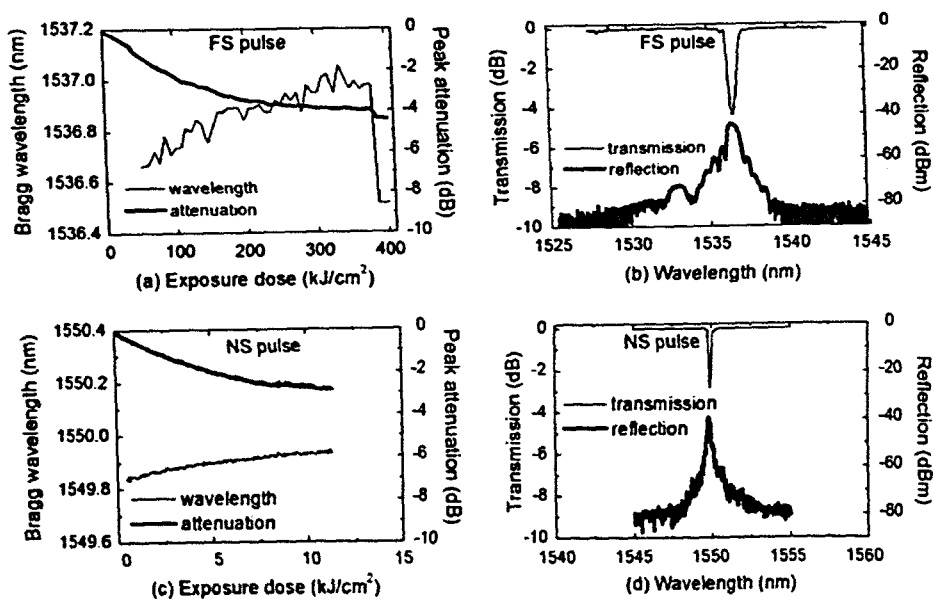 1537.2
1537.0
1536.8
1536.6
1536.4
Bragg wavelength (nm)
FS pulse
wavelength
attenuation
0
-2
-4
-6
-8
-10
Peak attenuation (dB)
0 100 200 300 400
(a) Exposure dose (kJ/cm²)
0
-2
-4
-6
-8
-10
Transmission (dB)
FS pulse
transmission
reflection
0
-20
-40
-60
-80
Reflection (dBm)
1525 1530 1535 1540 1545
(b) Wavelength (nm)
1550.4
1550.2
1550.0
1549.8
1549.6
Bragg wavelength (nm)
NS pulse
wavelength
attenuation
0
-2
-4
-6
-8
-10
Peak attenuation (dB)
0 5 10 15
(c) Exposure dose (kJ/cm²)
0
-2
-4
-6
-8
-10
Transmission (dB)
NS pulse
transmission
reflection
0
-20
-40
-60
-80
Reflection (dBm)
1540 1545 1550 1555 1560
(d) Wavelength (nm)